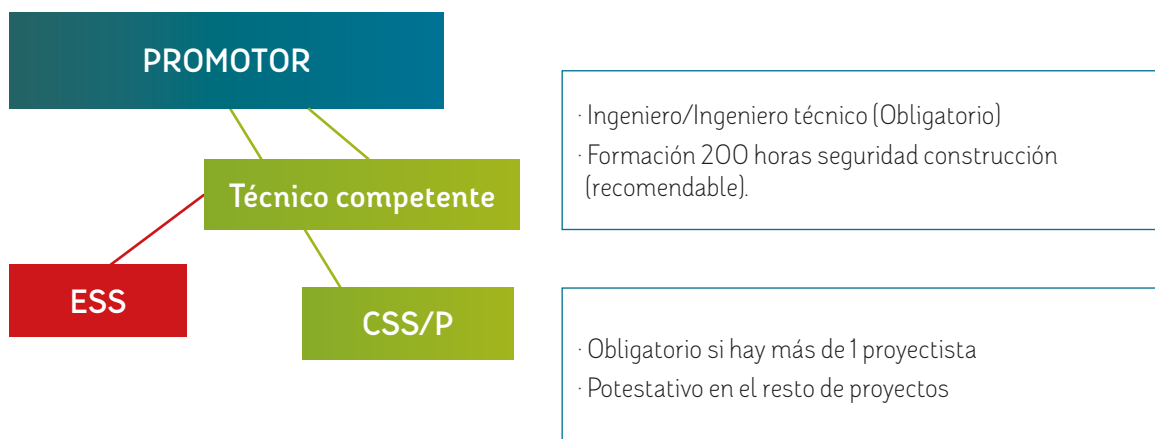 PROMOTOR
· Ingeniero/Ingeniero técnico (Obligatorio)
· Formación 200 horas seguridad construcción
(recomendable).
Técnico competente
ESS
CSS/P
· Obligatorio si hay más de 1 proyectista
· Potestativo en el resto de proyectos